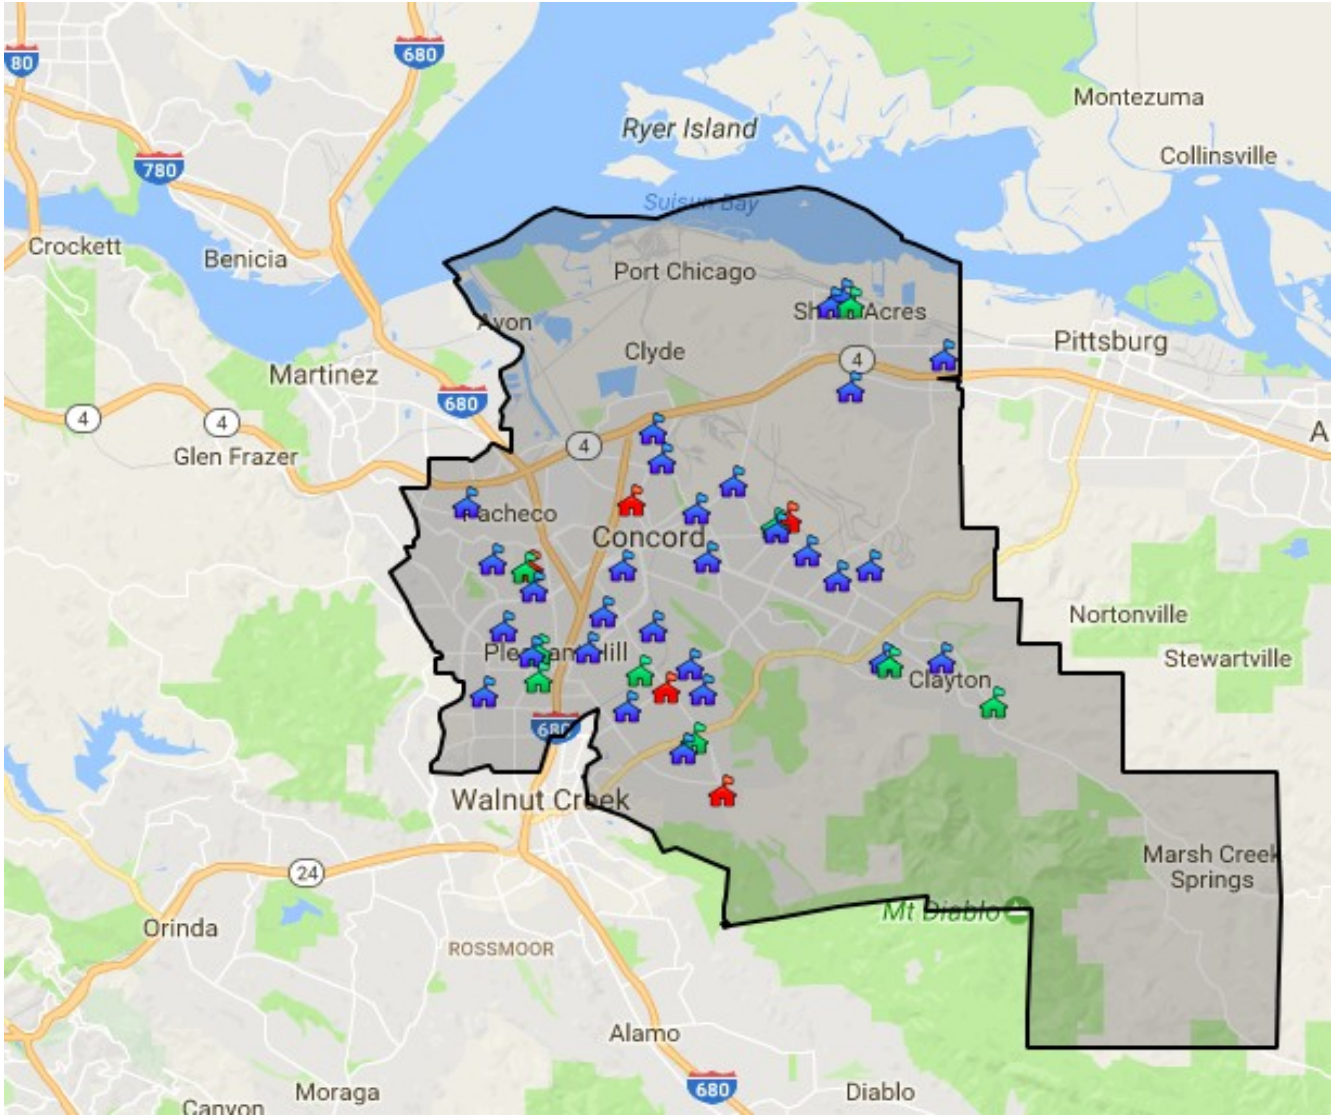 80
680
Montezuma
Ryer Island
Collinsville
780
Suisun Bay
Crockett
Benicia
Port Chicago
Avon
Acres
Clyde
4
Pittsburg
Martinez
680
4
4
4
A
Glen Frazer
Pacheco
Concord
Nortonville
Pleasant Hill
Stewartville
Clayton
680
Walnut Creek
24
Marsh Creek
Springs
Mt Diablo
Orinda
ROSSMOOR
Alamo
680
Moraga
Diablo
Canyon